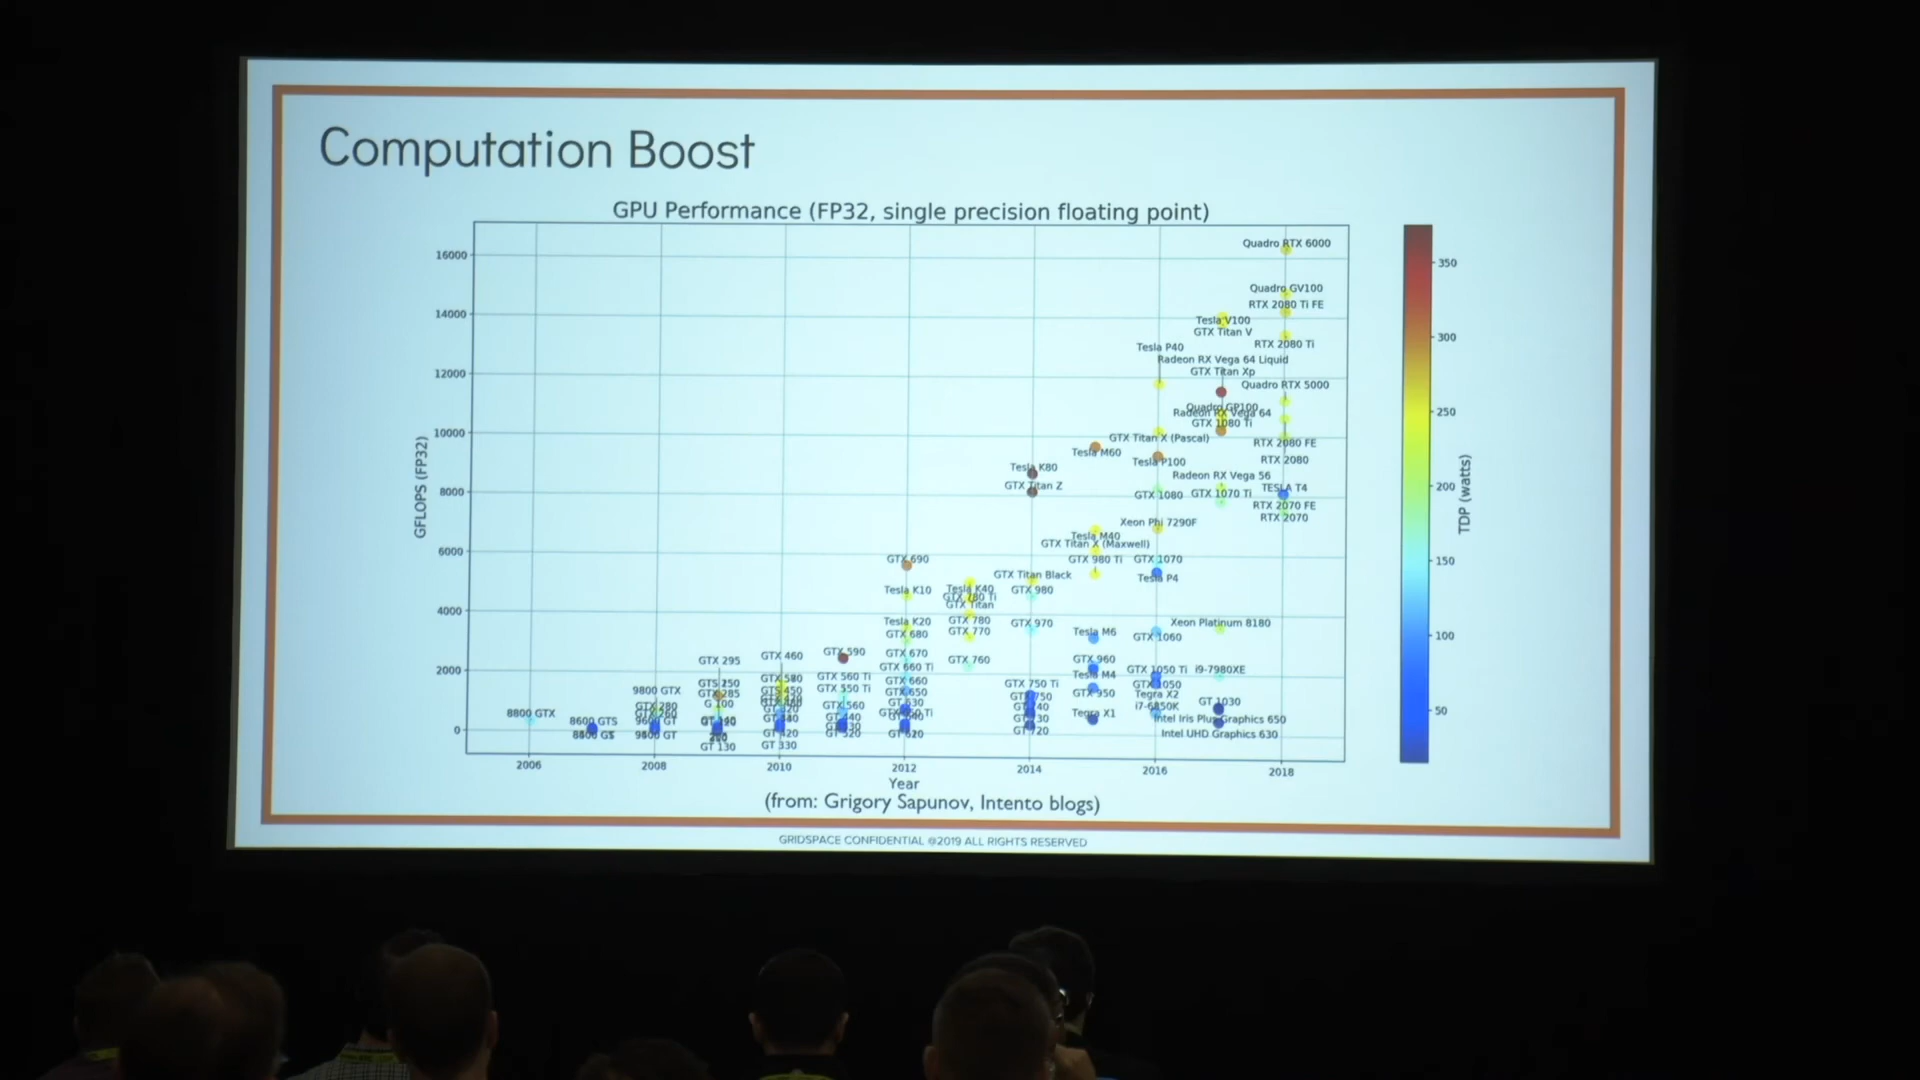 Computation Boost
GPU Performance (FP32, single precision floating point)
GFLOPS (FP32)
16000
14000
12000
10000
8000
6000
4000
2000
0
Quadro RTX 6000
Quadro GV100
RTX 2080 Ti FE
Tesla V100
GTX Titan V
RTX 2080 Ti
Tesla P40
Radeon RX Vega 64 Liquid
GTX Titan Xp
Quadro RTX 5000
Quadro GP100
Radeon RX Vega 64
GTX 1080 Ti
GTX Titan X (Pascal)
RTX 2080 FE
Tesla M60
Tesla P100
RTX 2080
Tesla K80
Radeon RX Vega 56
GTX Titan Z
TESLA T4
GTX 1080
GTX 1070 Ti
RTX 2070 FE
RTX 2070
Xeon Phi 7290F
Tesla M40
GTX Titan X (Maxwell)
GTX 690
GTX 980 Ti
GTX 1070
GTX Titan Black
Tesla P4
Tesla K10
Tesla K40
GTX 780 Ti
GTX Titan
GTX 980
Tesla K20
GTX 780
GTX 970
Xeon Platinum 8180
GTX 680
GTX 770
Tesla M6
GTX 1060
GTX 295
GTX 460
GTX 590
GTX 670
GTX 760
GTX 960
GTX 660 Ti
GTX 1050 Ti
i9-7980XE
GTX 580
GTX 560 Ti
GTX 660
Tesla M4
9800 GTX
GTS 250
GTX 285
GTS 450
GTX 550 Ti
GTX 650
GTX 750 Ti
GTX 750
GTX 950
GTX 1050
Tegra X2
GTX 280
G 100
GTX 560
GT 630
GT 1030
i7-6850K
8800 GTX
Tegra X1
Intel Iris Plus Graphics 650
8600 GTS
9600 GT
GT 440
GT 730
GT 420
GT 520
GT 620
GT 720
Intel UHD Graphics 630
GT 130
GT 330
2006
2008
2010
2012
2014
2016
2018
Year
350
300
250
200
150
100
50
TDP (watts)
(from: Grigory Sapunov, Intento blogs)
GRIDSPACE CONFIDENTIAL @2019 ALL RIGHTS RESERVED